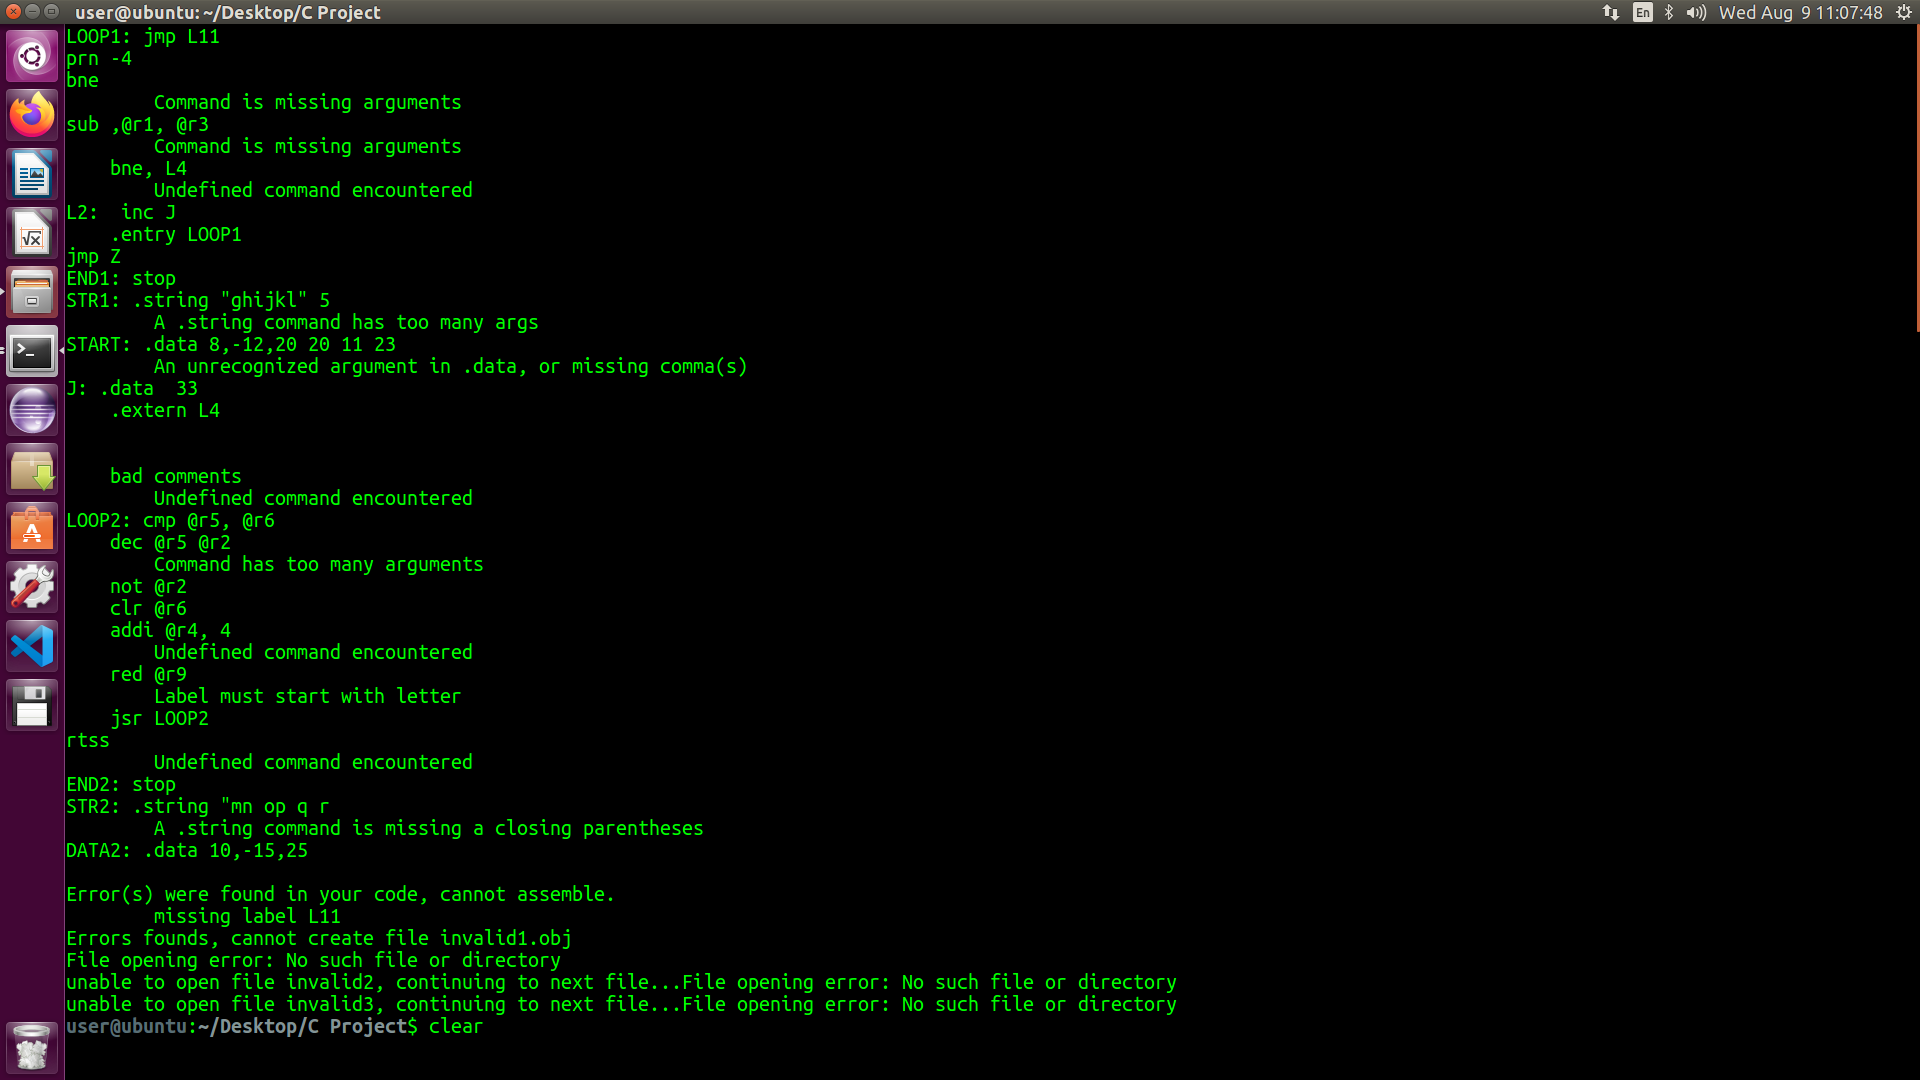 user@ubuntu: ~/Desktop/C Project
En
Wed Aug 9 11:07:48
LOOP1: jmp L11
prn -4
bne
        Command is missing arguments
sub ,@r1, @r3
        Command is missing arguments
    bne, L4
        Undefined command encountered
L2:  inc J
    .entry LOOP1
jmp Z
END1: stop
STR1: .string "ghijkl" 5
        A .string command has too many args
START: .data 8,-12,20 20 11 23
        An unrecognized argument in .data, or missing comma(s)
J: .data  33
    .extern L4
    bad comments
        Undefined command encountered
LOOP2: cmp @r5, @r6
    dec @r5 @r2
        Command has too many arguments
    not @r2
    clr @r6
    addi @r4, 4
        Undefined command encountered
    red @r9
        Label must start with letter
    jsr LOOP2
rtss
        Undefined command encountered
END2: stop
STR2: .string "mn op q r
        A .string command is missing a closing parentheses
DATA2: .data 10,-15,25
Error(s) were found in your code, cannot assemble.
        missing label L11
Errors founds, cannot create file invalid1.obj
File opening error: No such file or directory
unable to open file invalid2, continuing to next file...File opening error: No such file or directory
unable to open file invalid3, continuing to next file...File opening error: No such file or directory
user@ubuntu:~/Desktop/C Project$ clear